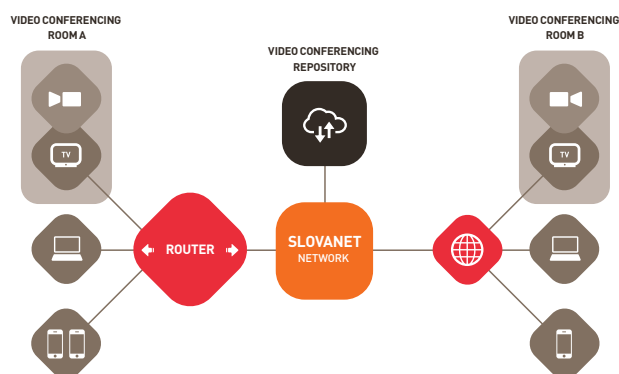 VIDEO CONFERENCING
ROOM A
VIDEO CONFERENCING
REPOSITORY
VIDEO CONFERENCING
ROOM B
TV
TV
ROUTER
SLOVANET
NETWORK